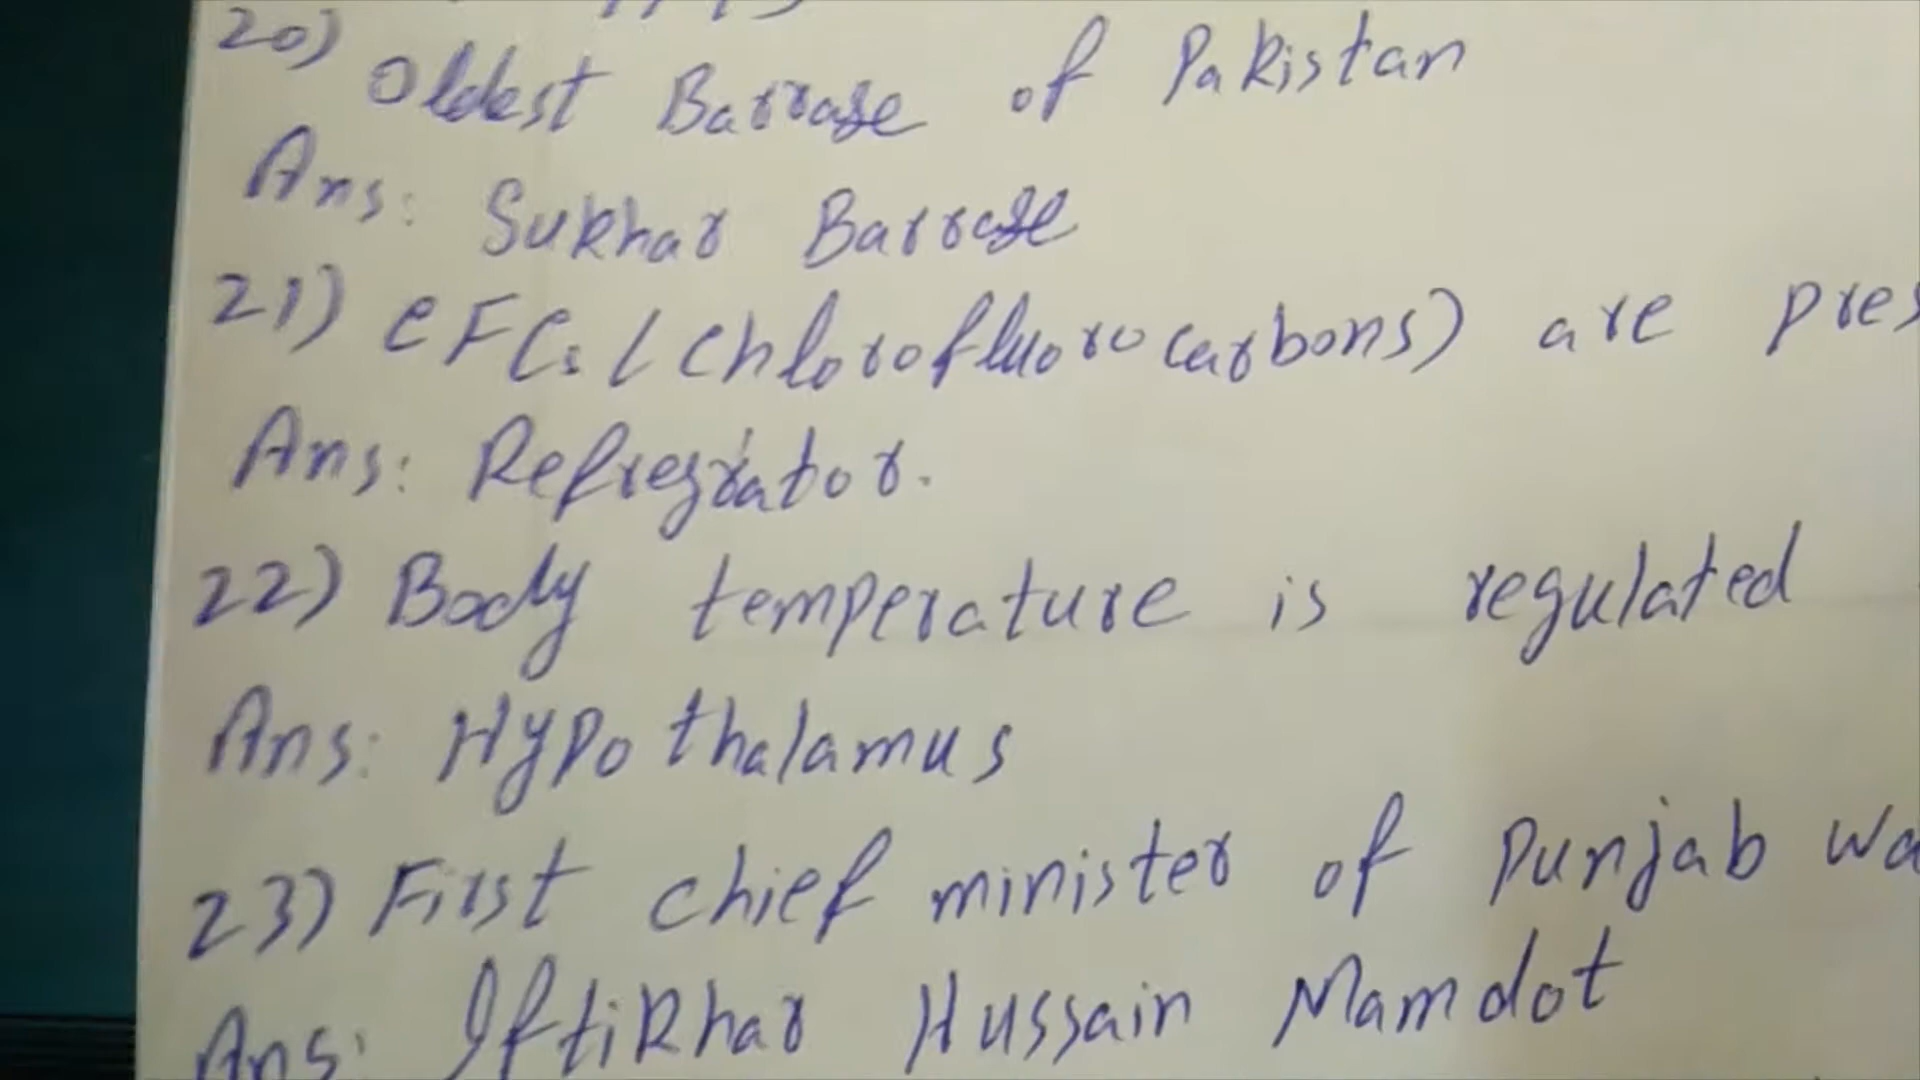 20)
Oldest Barrage of Pakistan
Ans: Sukhar Barrage
21) CFCs (Chlorofluorocarbons) are pres
Ans: Refregirator.
22) Body temperature is regulated
Ans: Hypothalamus
23) First chief minister of Punjab wa
Ans: Iftikhar Hussain Mamdot